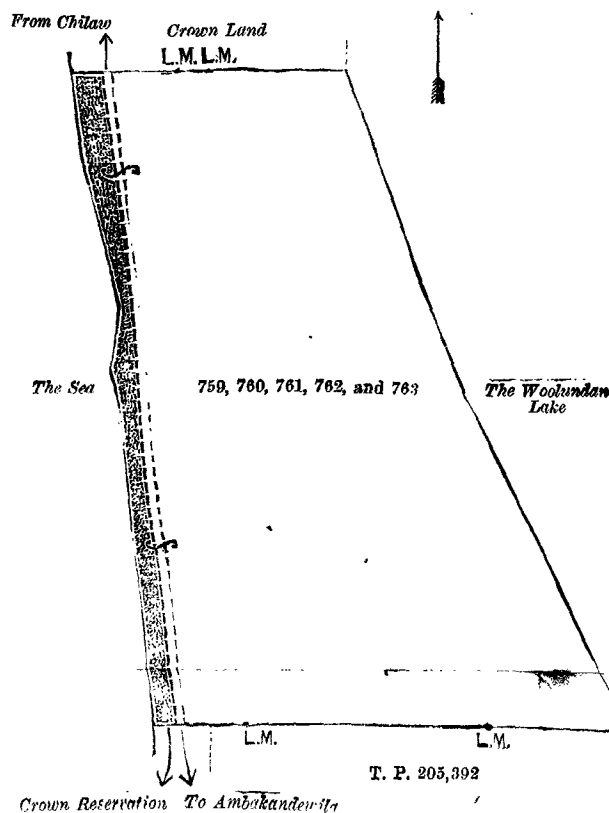 From Chilaw
Crown Land
L.M. L.M.
The Sea
759, 760, 761, 762, and 763
The Woolundan
Lake
L.M.
L.M.
T. P. 205,392
Crown Reservation
To Ambakandewila